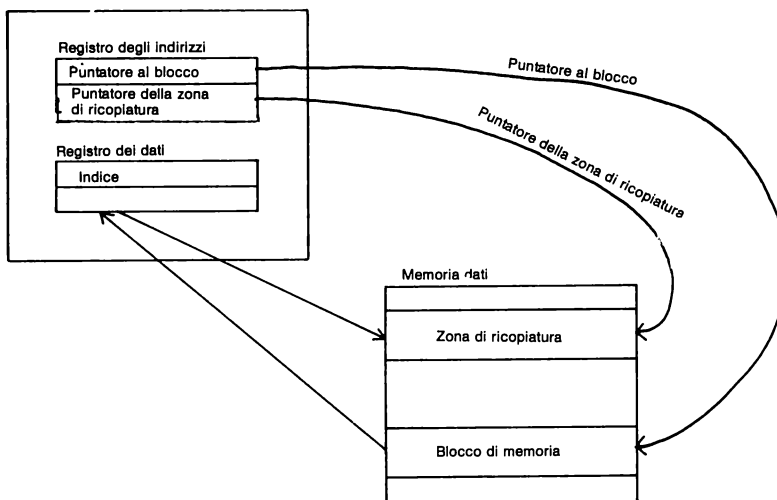 Registro degli indirizzi
Puntatore al blocco
Puntatore della zona
di ricopiatura
Registro dei dati
Indice
Puntatore al blocco
Puntatore della zona di ricopiatura
Memoria dati
Zona di ricopiatura
Blocco di memoria